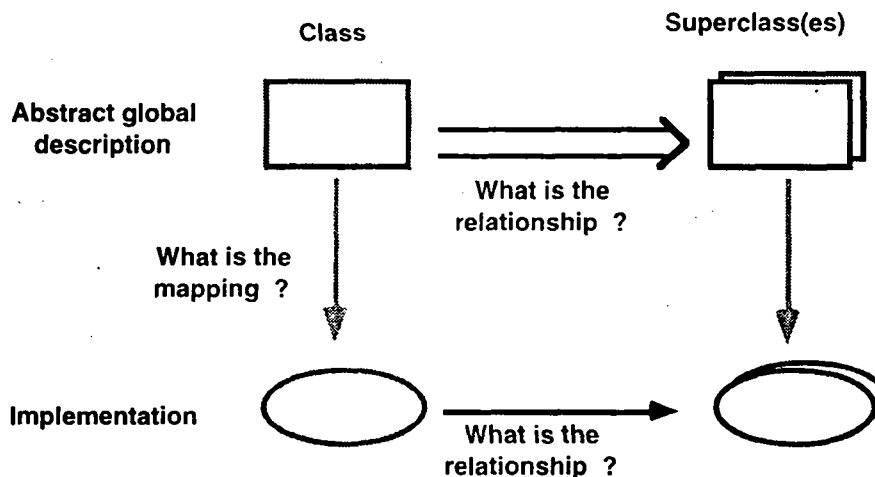 Class
Superclass(es)
Abstract global
description
What is the
relationship ?
What is the
mapping ?
Implementation
What is the
relationship ?